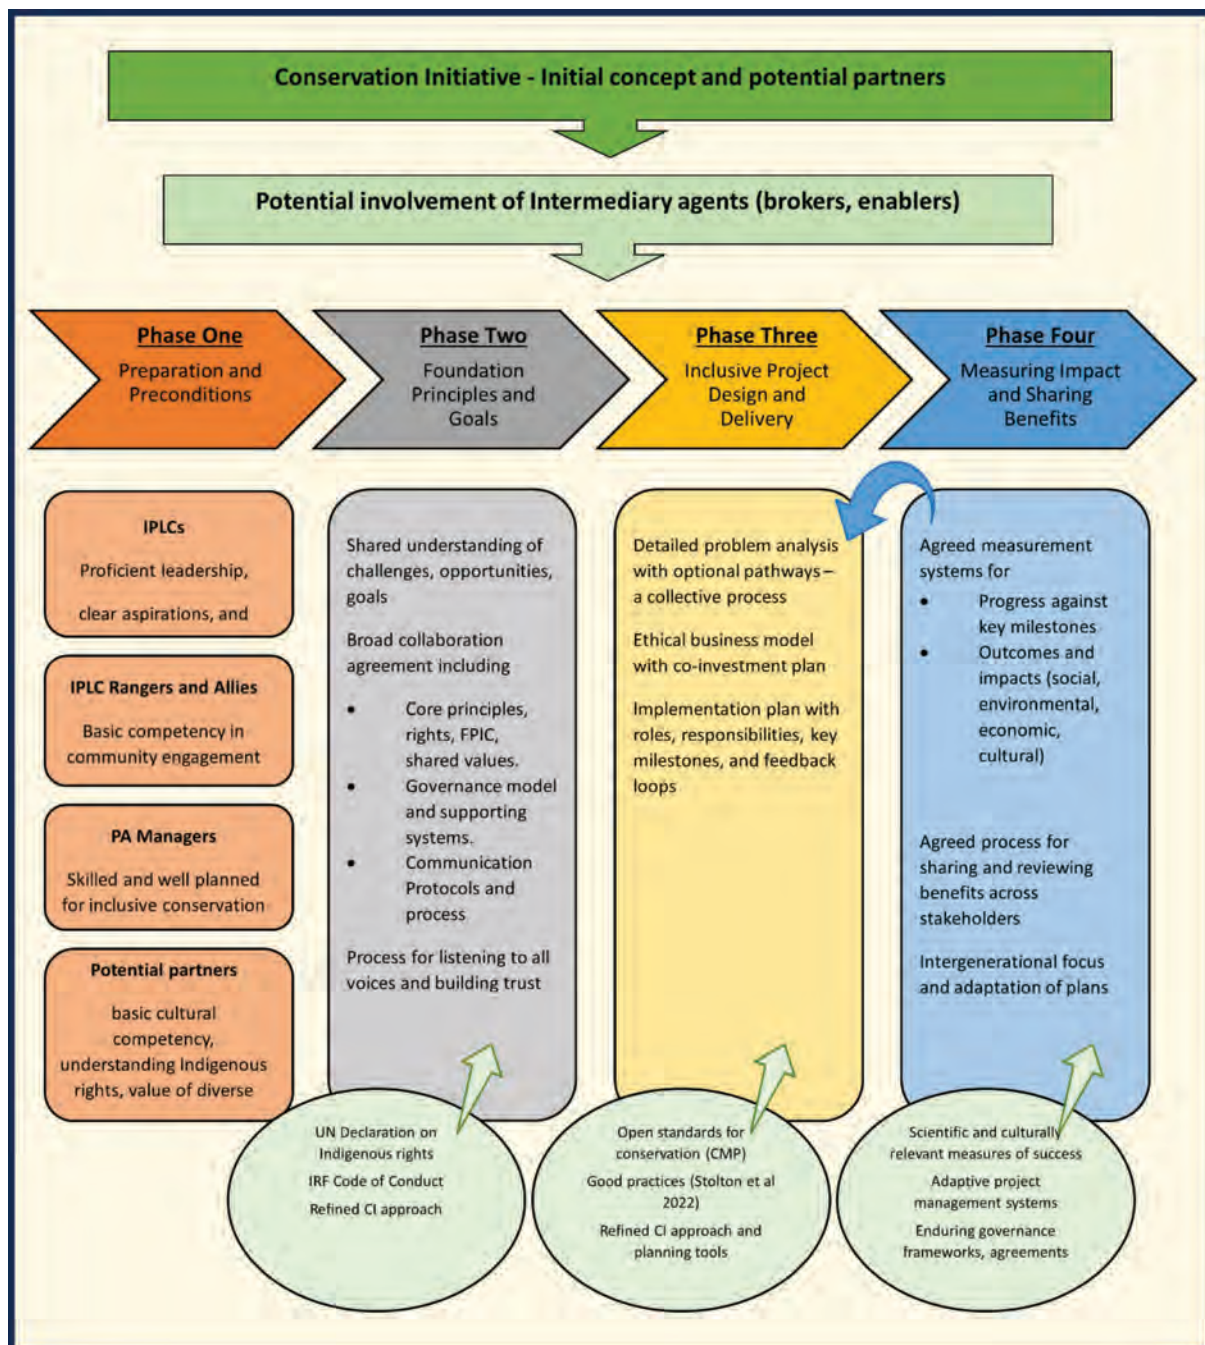 Conservation Initiative - Initial concept and potential partners
Potential involvement of Intermediary agents (brokers, enablers)
Phase One
Preparation and
Preconditions
Phase Two
Foundation
Principles and
Goals
Phase Three
Inclusive Project
Design and
Delivery
Phase Four
Measuring Impact
and Sharing
Benefits
IPLCs
Proficient leadership,
clear aspirations, and
IPLC Rangers and Allies
Basic competency in
community engagement
PA Managers
Skilled and well planned
for inclusive conservation
Potential partners
basic cultural
competency,
understanding Indigenous
rights, value of diverse
Shared understanding of
challenges, opportunities,
goals
Broad collaboration
agreement including
• Core principles,
rights, FPIC,
shared values.
• Governance model
and supporting
systems.
• Communication
Protocols and
process
Process for listening to all
voices and building trust
UN Declaration on
Indigenous rights
IRF Code of Conduct
Refined CI approach
Detailed problem analysis
with optional pathways –
a collective process
Ethical business model
with co-investment plan
Implementation plan with
roles, responsibilities, key
milestones, and feedback
loops
Open standards for
conservation (CMP)
Good practices (Stolton et al
2022)
Refined CI approach and
planning tools
Agreed measurement
systems for
• Progress against
key milestones
• Outcomes and
impacts (social,
environmental,
economic,
cultural)
Agreed process for
sharing and reviewing
benefits across
stakeholders
Intergenerational focus
and adaptation of plans
Scientific and culturally
relevant measures of success
Adaptive project
management systems
Enduring governance
frameworks, agreements